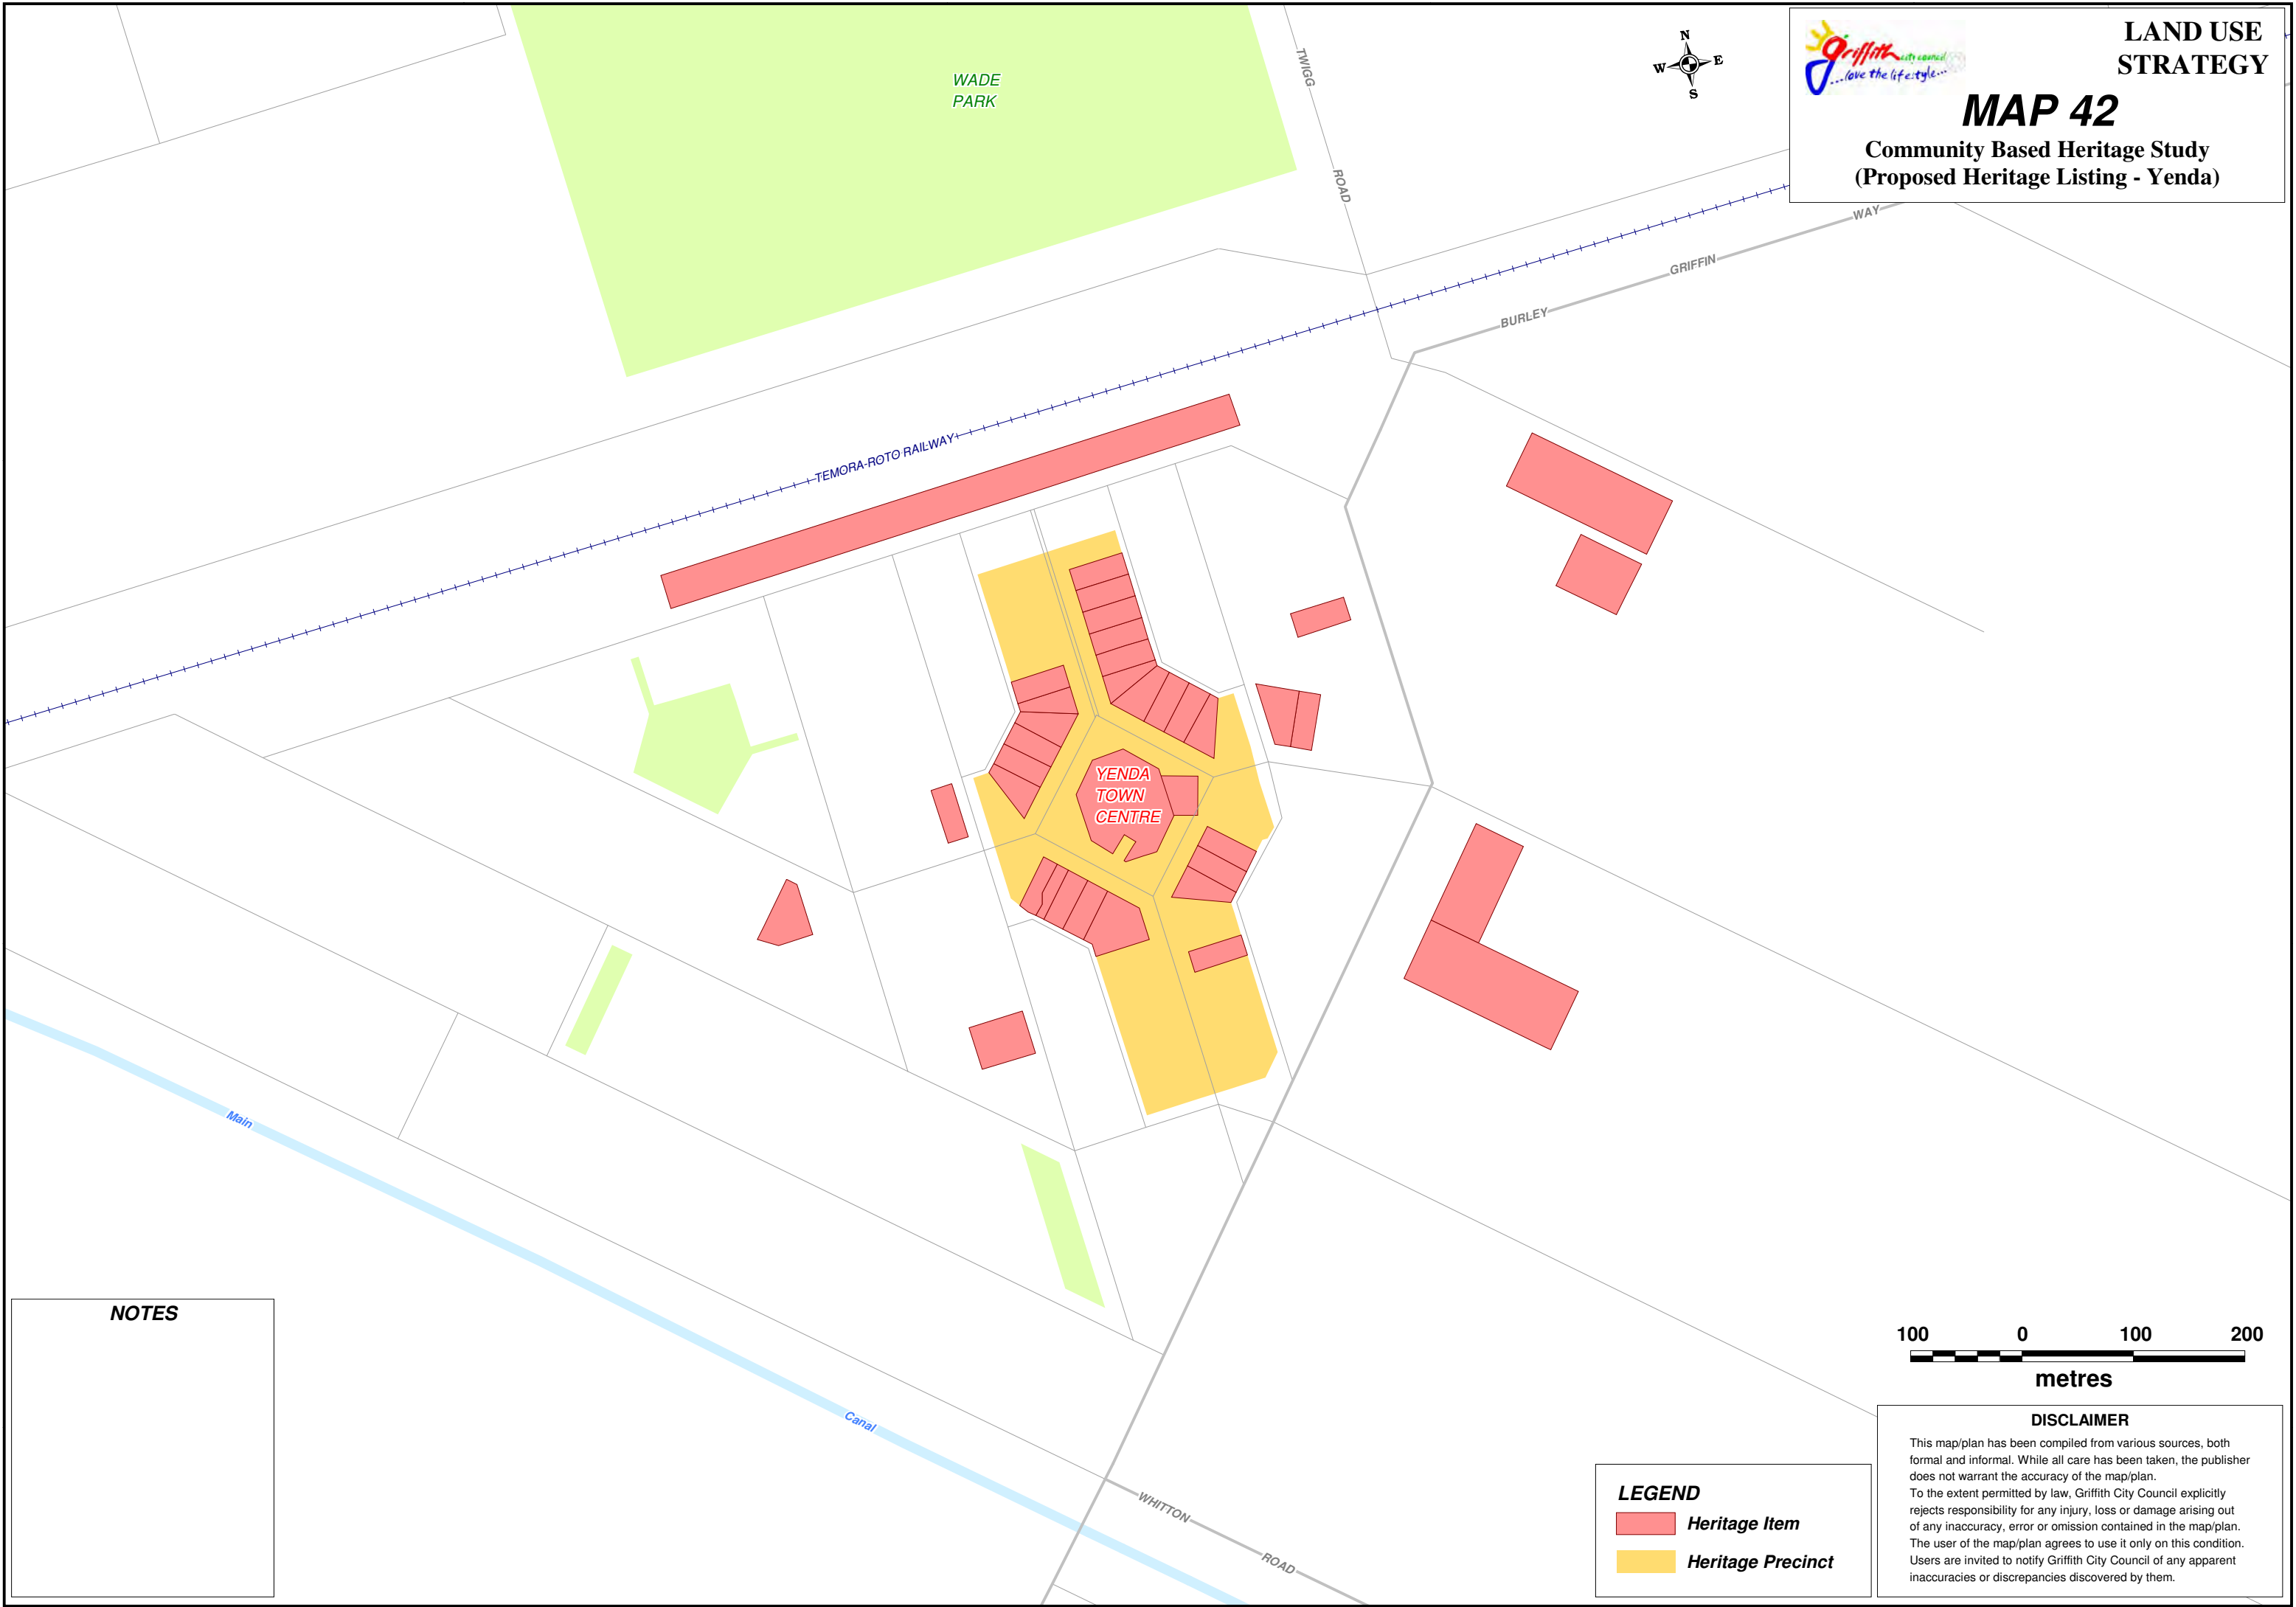 LAND USE
STRATEGY
griffith city council
...love the lifestyle...
MAP 42
Community Based Heritage Study
(Proposed Heritage Listing - Yenda)
N
W E
S
WADE
PARK
TWIGG
ROAD
WAY
GRIFFIN
BURLEY
TEMORA-ROTO RAILWAY
YENDA
TOWN
CENTRE
Main
Canal
WHITTON
ROAD
NOTES
100 0 100 200
metres
LEGEND
Heritage Item
Heritage Precinct
DISCLAIMER
This map/plan has been compiled from various sources, both
formal and informal. While all care has been taken, the publisher
does not warrant the accuracy of the map/plan.
To the extent permitted by law, Griffith City Council explicitly
rejects responsibility for any injury, loss or damage arising out
of any inaccuracy, error or omission contained in the map/plan.
The user of the map/plan agrees to use it only on this condition.
Users are invited to notify Griffith City Council of any apparent
inaccuracies or discrepancies discovered by them.